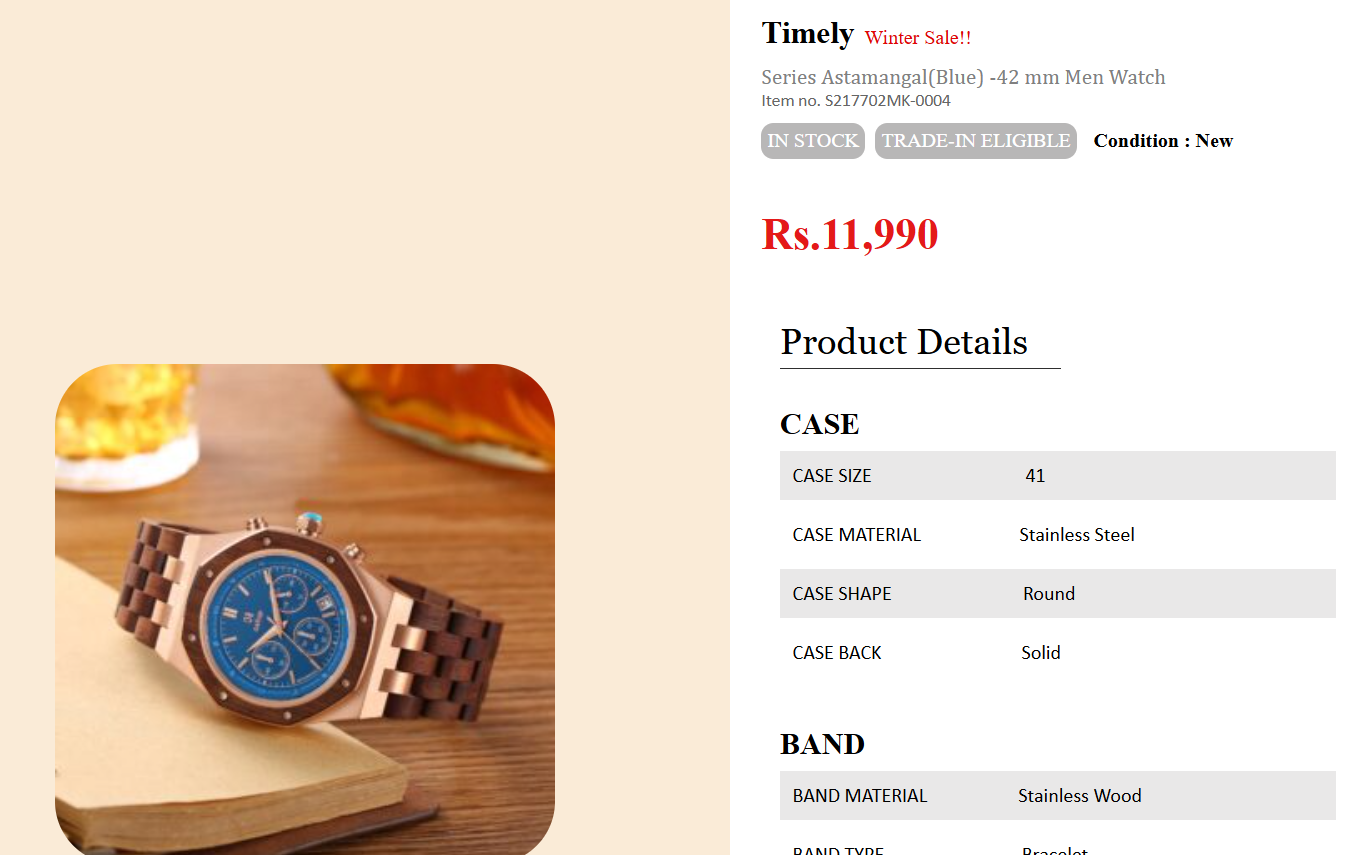 Timely Winter Sale!!
Series Astamangal(Blue) -42 mm Men Watch
Item no. S217702MK-0004
IN STOCK TRADE-IN ELIGIBLE Condition : New
Rs.11,990
Product Details
CASE
CASE SIZE 41
CASE MATERIAL Stainless Steel
CASE SHAPE Round
CASE BACK Solid
BAND
BAND MATERIAL Stainless Wood
BAND TYPE Bracelet